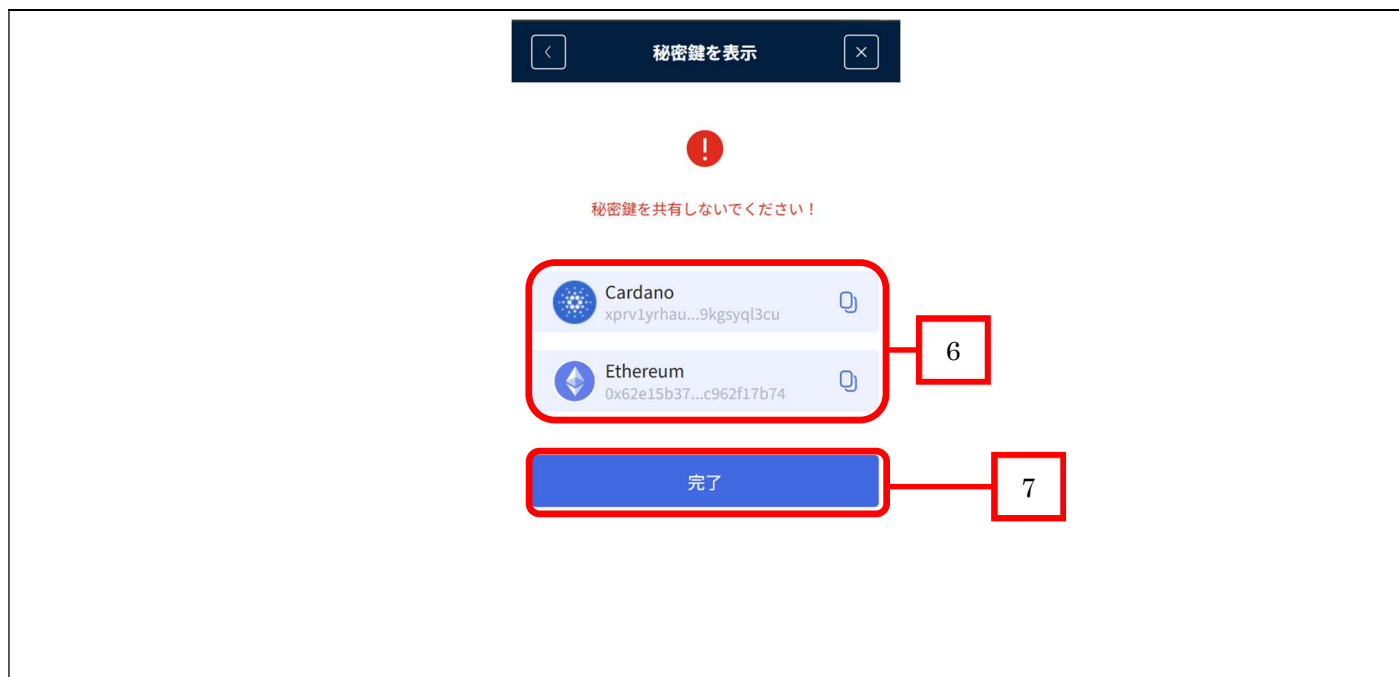 秘密鍵を表示
秘密鍵を共有しないでください！
Cardano
xprv1yrhau...9kgsyql3cu
6
Ethereum
0x62e15b37...c962f17b74
完了
7